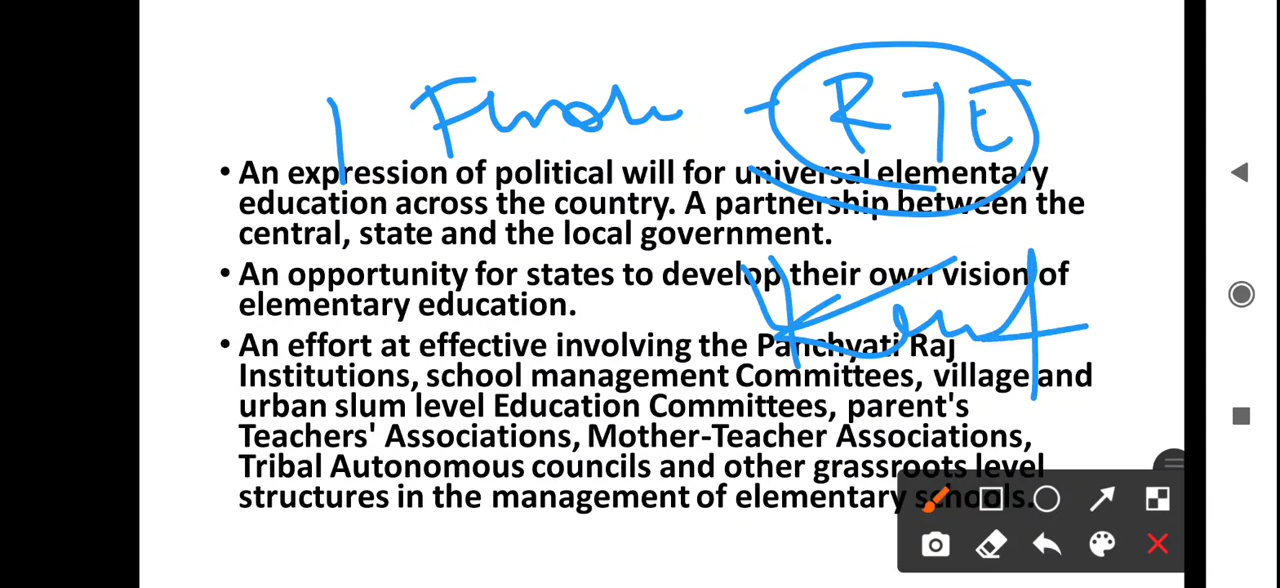 RTE
• An expression of political will for universal elementary
education across the country. A partnership between the
central, state and the local government.
• An opportunity for states to develop their own vision of
elementary education.
• An effort at effective involving the Panchyati Raj
Institutions, school management Committees, village and
urban slum level Education Committees, parent's
Teachers' Associations, Mother-Teacher Associations,
Tribal Autonomous councils and other grassroots level
structures in the management of elementary schools.